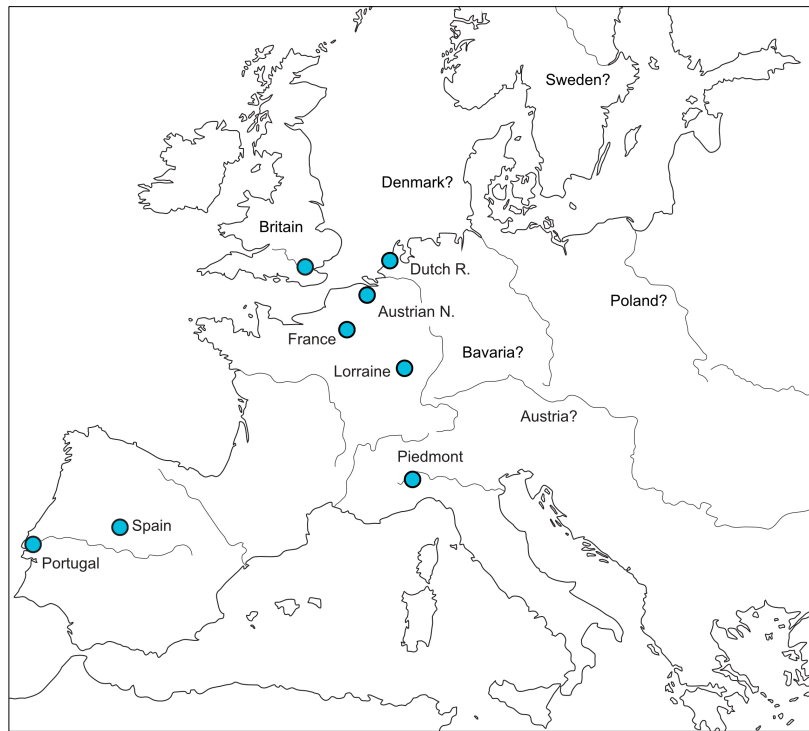 Sweden?
Denmark?
Britain
Dutch R.
Poland?
Austrian N.
France
Bavaria?
Lorraine
Austria?
Piedmont
Spain
Portugal